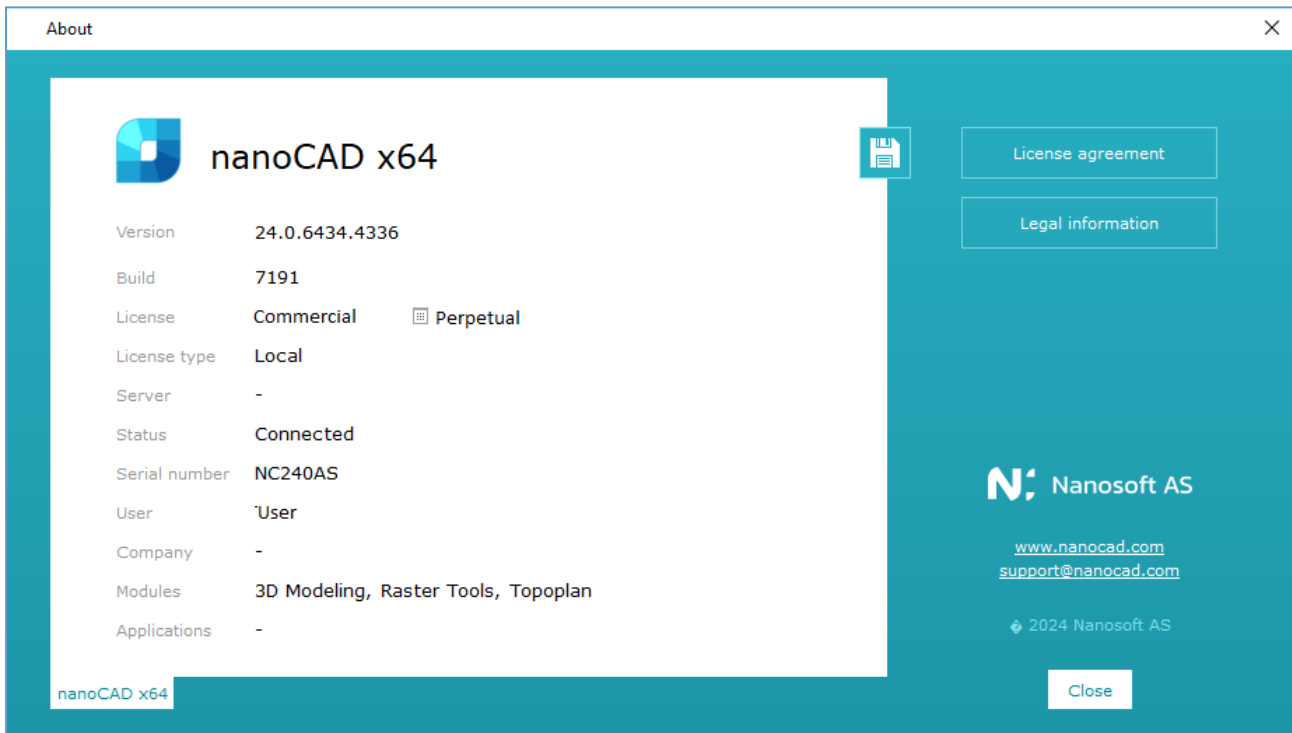 About
nanoCAD x64
Version 24.0.6434.4336
Build 7191
License Commercial Perpetual
License type Local
Server -
Status Connected
Serial number NC240AS
User User
Company -
Modules 3D Modeling, Raster Tools, Topoplan
Applications -
nanoCAD x64
License agreement
Legal information
Nanosoft AS
www.nanocad.com
support@nanocad.com
� 2024 Nanosoft AS
Close